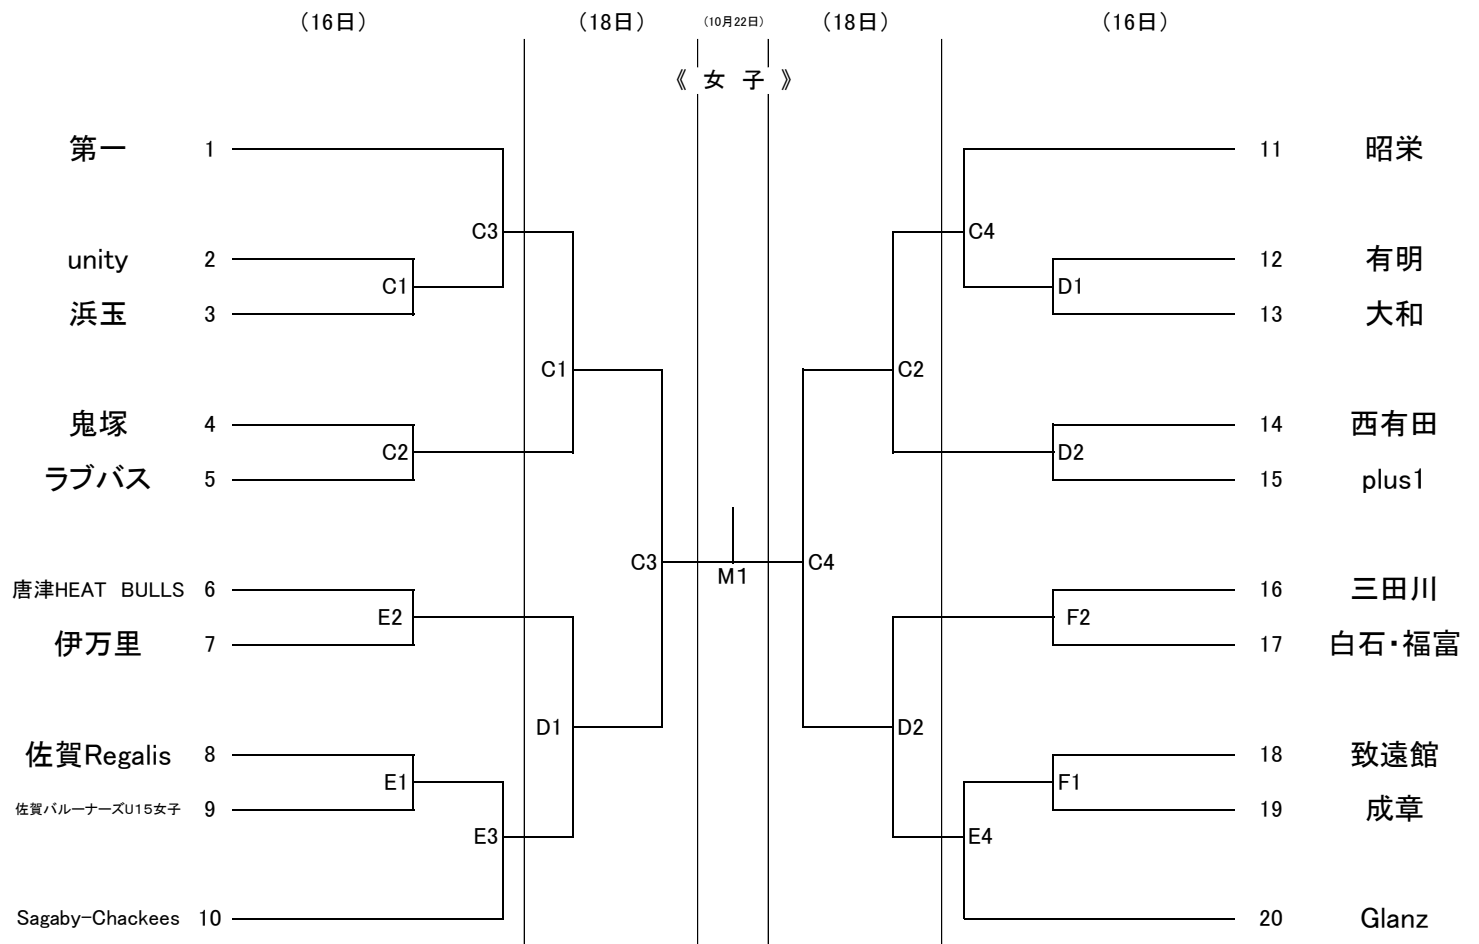 （16日） （18日） （10月22日） （18日） （16日）
《 女 子 》
第一 1 11 昭栄
C3 C4
unity 2 12 有明
C1 D1
浜玉 3 13 大和
C1 C2
鬼塚 4 14 西有田
C2 D2
ラブバス 5 15 plus1
C3 M1 C4
唐津HEAT　BULLS 6 16 三田川
E2 F2
伊万里 7 17 白石・福富
D1 D2
佐賀Regalis 8 18 致遠館
E1 F1
佐賀バルーナーズU15女子 9 19 成章
E3 E4
Sagaby-Chackees 10 20 Glanz